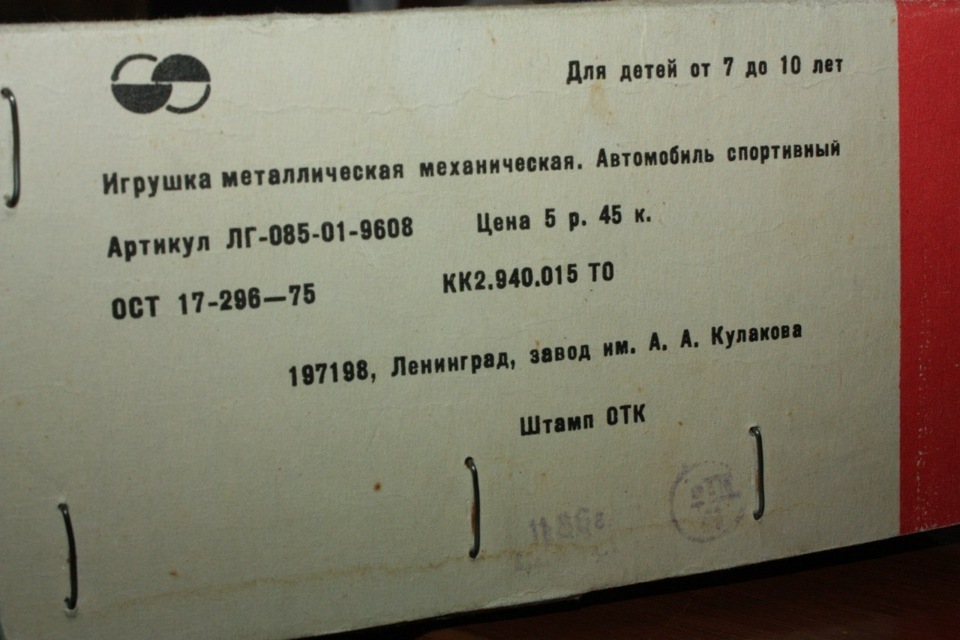 Для детей от 7 до 10 лет
Игрушка металлическая механическая. Автомобиль спортивный
Артикул ЛГ-085-01-9608 Цена 5 р. 45 к.
ОСТ 17-296—75 КК2.940.015 ТО
197198, Ленинград, завод им. А. А. Кулакова
Штамп ОТК